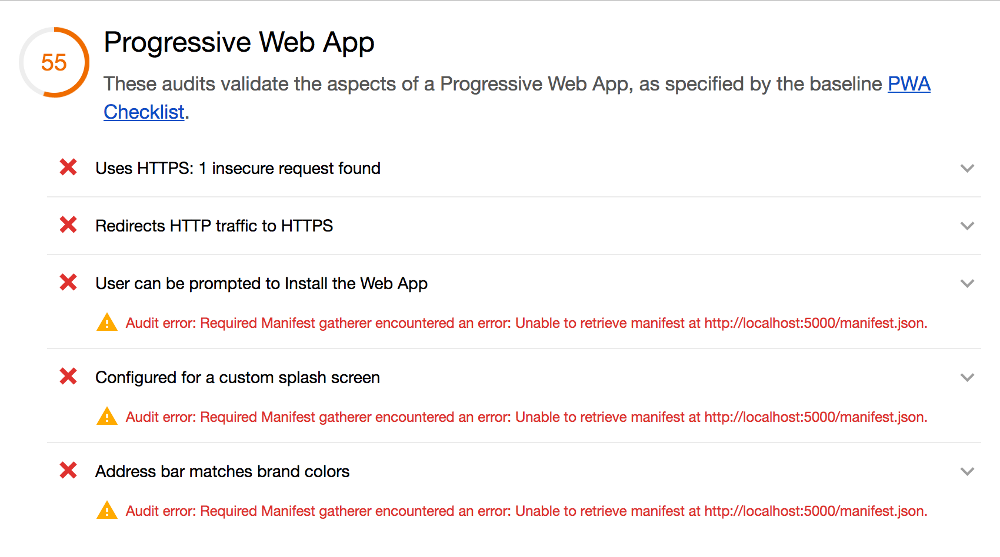 55
Progressive Web App
These audits validate the aspects of a Progressive Web App, as specified by the baseline PWA
Checklist.
Uses HTTPS: 1 insecure request found
Redirects HTTP traffic to HTTPS
User can be prompted to Install the Web App
Audit error: Required Manifest gatherer encountered an error: Unable to retrieve manifest at http://localhost:5000/manifest.json.
Configured for a custom splash screen
Audit error: Required Manifest gatherer encountered an error: Unable to retrieve manifest at http://localhost:5000/manifest.json.
Address bar matches brand colors
Audit error: Required Manifest gatherer encountered an error: Unable to retrieve manifest at http://localhost:5000/manifest.json.